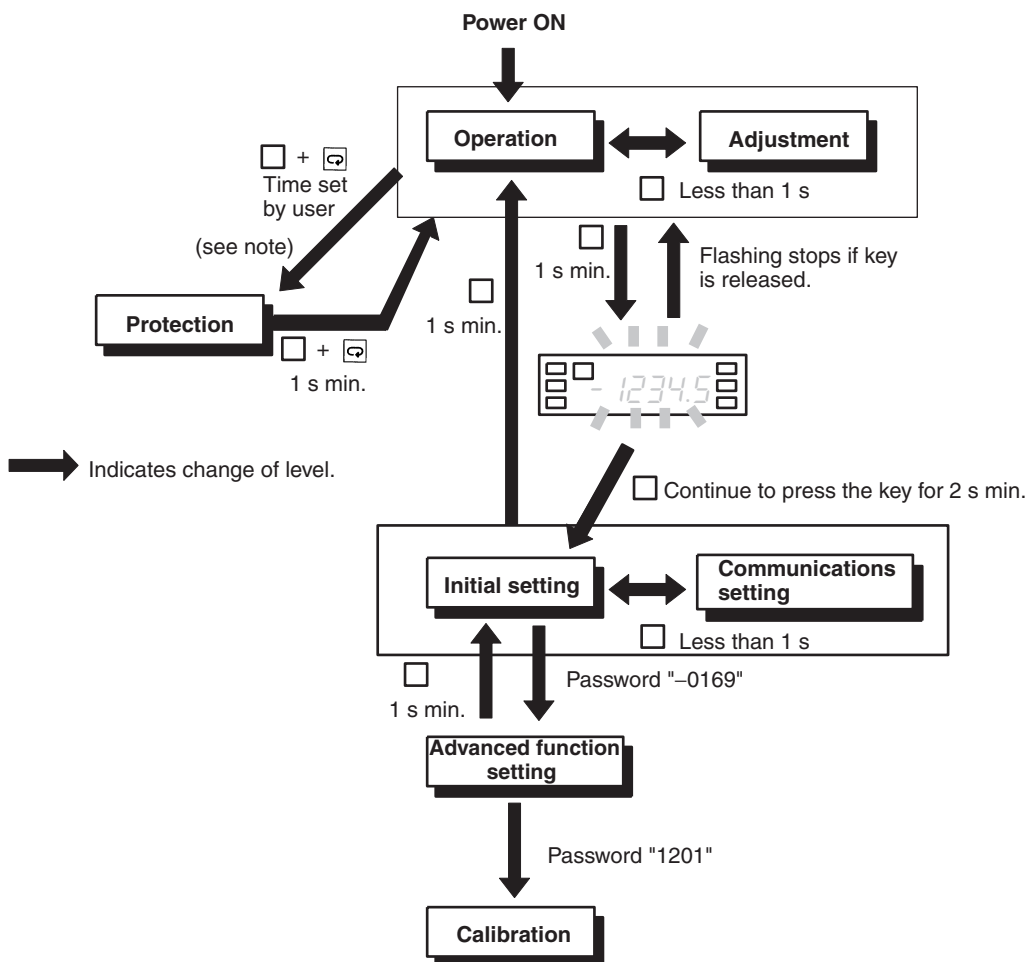 Power ON
Operation
Adjustment
Less than 1 s
+
Time set
by user
(see note)
1 s min.
Flashing stops if key
is released.
1 s min.
Protection
+
1 s min.
-1234.5
Indicates change of level.
Continue to press the key for 2 s min.
Initial setting
Communications
setting
Less than 1 s
1 s min.
Password "–0169"
Advanced function
setting
Password "1201"
Calibration